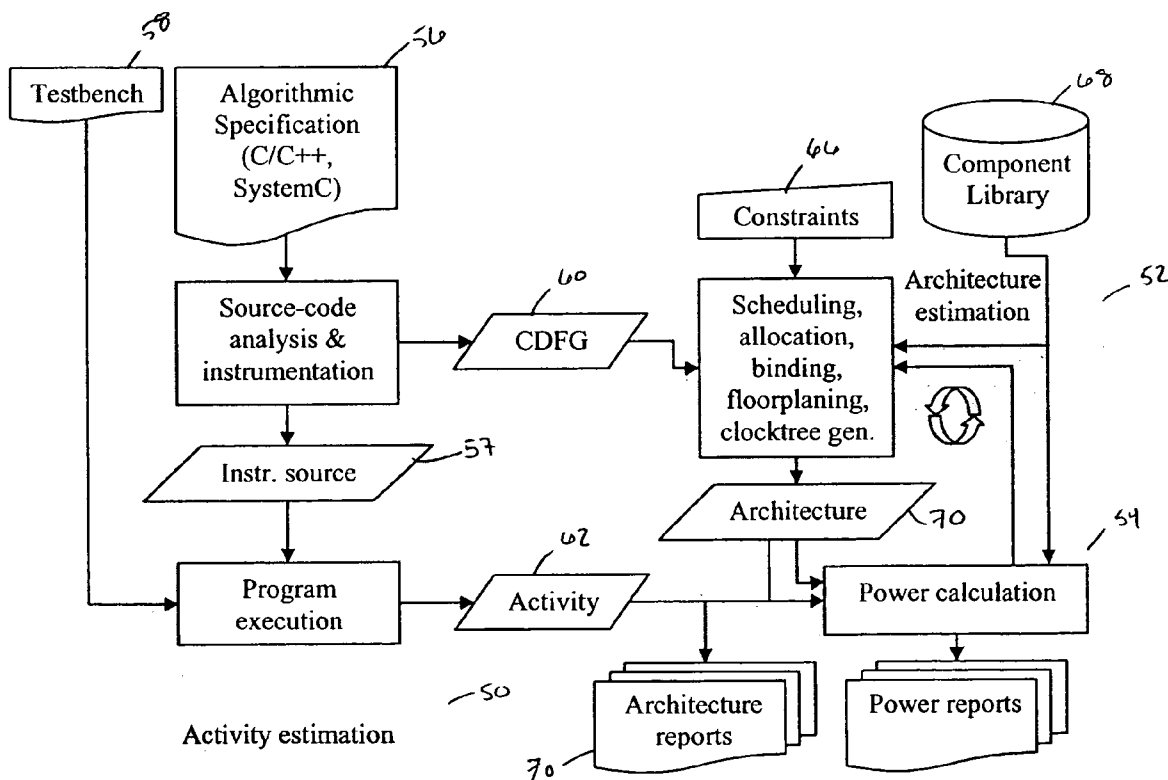 58
56
68
Testbench
Algorithmic
Specification
(C/C++,
SystemC)
66
Component
Library
Constraints
Source-code
analysis &
instrumentation
60
CDFG
Scheduling,
allocation,
binding,
floorplaning,
clocktree gen.
Architecture
estimation
52
Instr. source
57
Architecture
70
54
Program
execution
62
Activity
Power calculation
50
Activity estimation
Architecture
reports
70
Power reports